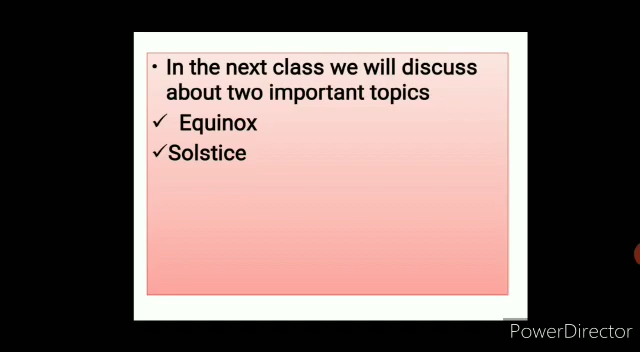 • In the next class we will discuss
about two important topics
✓ Equinox
✓Solstice
PowerDirector